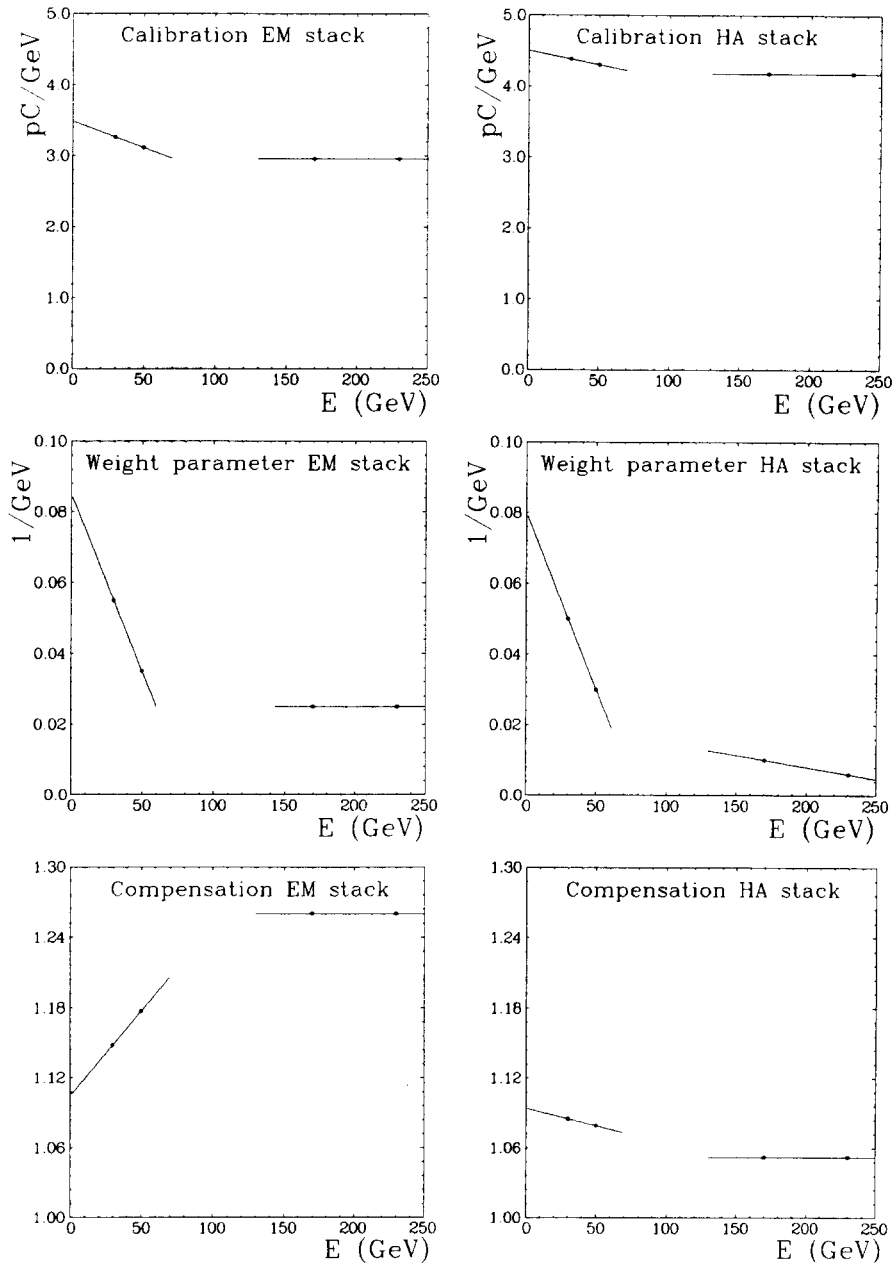 Calibration EM stack
pC/GeV
5.0
4.0
3.0
2.0
1.0
0.0
0 50 100 150 200 250
E (GeV)
Calibration HA stack
pC/GeV
5.0
4.0
3.0
2.0
1.0
0.0
0 50 100 150 200 250
E (GeV)
Weight parameter EM stack
1/GeV
0.10
0.08
0.06
0.04
0.02
0.0
0 50 100 150 200 250
E (GeV)
Weight parameter HA stack
1/GeV
0.10
0.08
0.06
0.04
0.02
0.0
0 50 100 150 200 250
E (GeV)
Compensation EM stack
1.30
1.24
1.18
1.12
1.06
1.00
0 50 100 150 200 250
E (GeV)
Compensation HA stack
1.30
1.24
1.18
1.12
1.06
1.00
0 50 100 150 200 250
E (GeV)